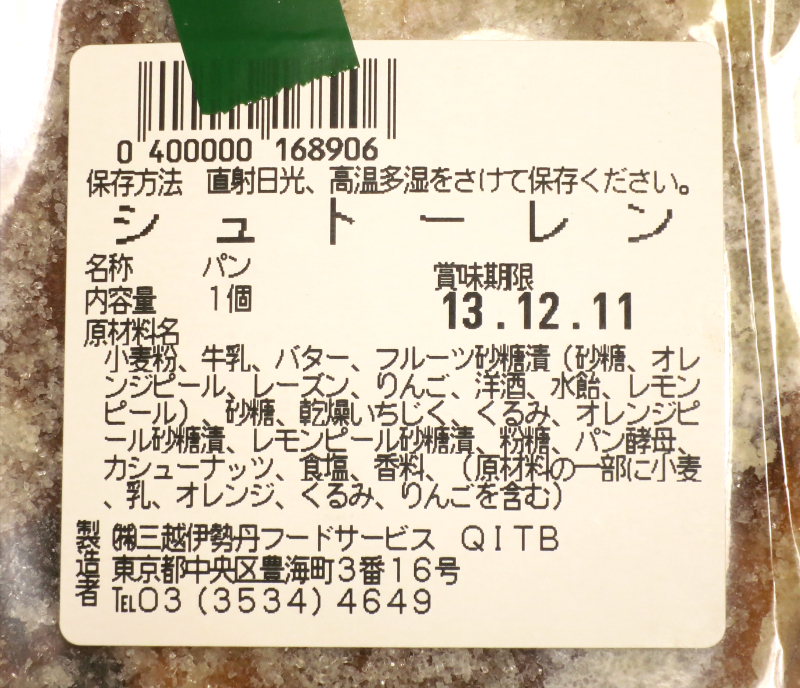 0 400000 168906
保存方法 直射日光、高温多湿をさけて保存ください。
シュトーレン
名称 パン
内容量 1個
賞味期限
13.12.11
原材料名
小麦粉、牛乳、バター、フルーツ砂糖漬（砂糖、オレ
ンジピール、レーズン、りんご、洋酒、水飴、レモン
ピール）、砂糖、乾燥いちじく、くるみ、オレンジピ
ール砂糖漬、レモンピール砂糖漬、粉糖、パン酵母、
カシューナッツ、食塩、香料、（原材料の一部に小麦
、乳、オレンジ、くるみ、りんごを含む）
製造者 ㈱三越伊勢丹フードサービス QITB
東京都中央区豊海町3番16号
℡03（3534）4649